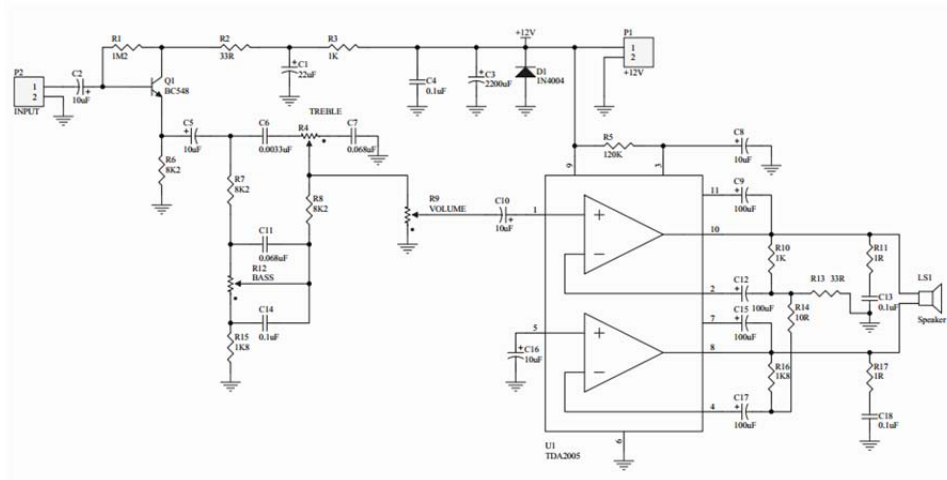 P2
1
2
INPUT
C2
10uF
R1
1M2
Q1
BC548
R2
33R
C1
22uF
R3
1K
C4
0.1uF
C3
2200uF
+12V
D1
1N4004
P1
1
2
+12V
R6
8K2
C5
10uF
TREBLE
C6
0.0033uF
R4
C7
0.068uF
R7
8K2
R8
8K2
C11
0.068uF
R12
BASS
C14
0.1uF
R15
1K8
R9
VOLUME
C10
10uF
R5
120K
C8
10uF
9
3
1
11
C9
100uF
10
R10
1K
R11
1R
2
C12
100uF
R13 33R
C13
0.1uF
LS1
Speaker
R14
10R
7
C15
100uF
5
C16
10uF
8
R16
1K8
R17
1R
4
C17
100uF
C18
0.1uF
6
U1
TDA2005